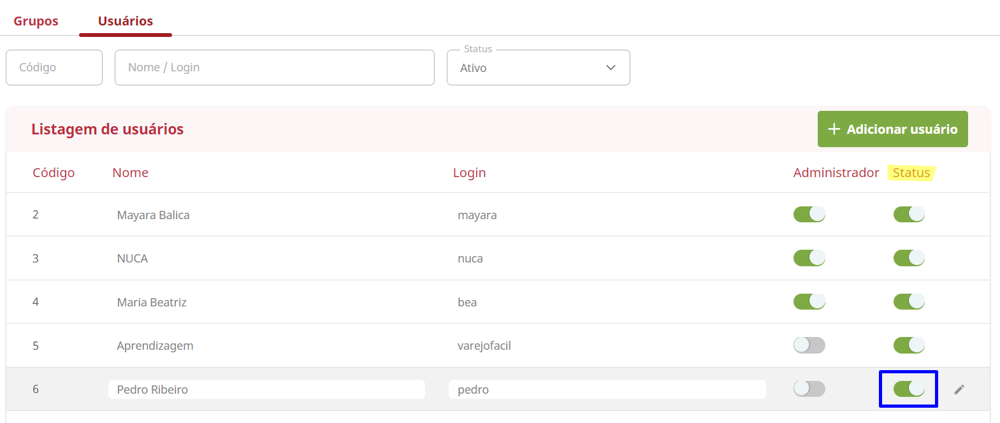 Grupos Usuários
Status
Código Nome / Login Ativo
Listagem de usuários + Adicionar usuário
Código Nome Login Administrador Status
2 Mayara Balica mayara
3 NUCA nuca
4 Maria Beatriz bea
5 Aprendizagem varejofacil
6 Pedro Ribeiro pedro